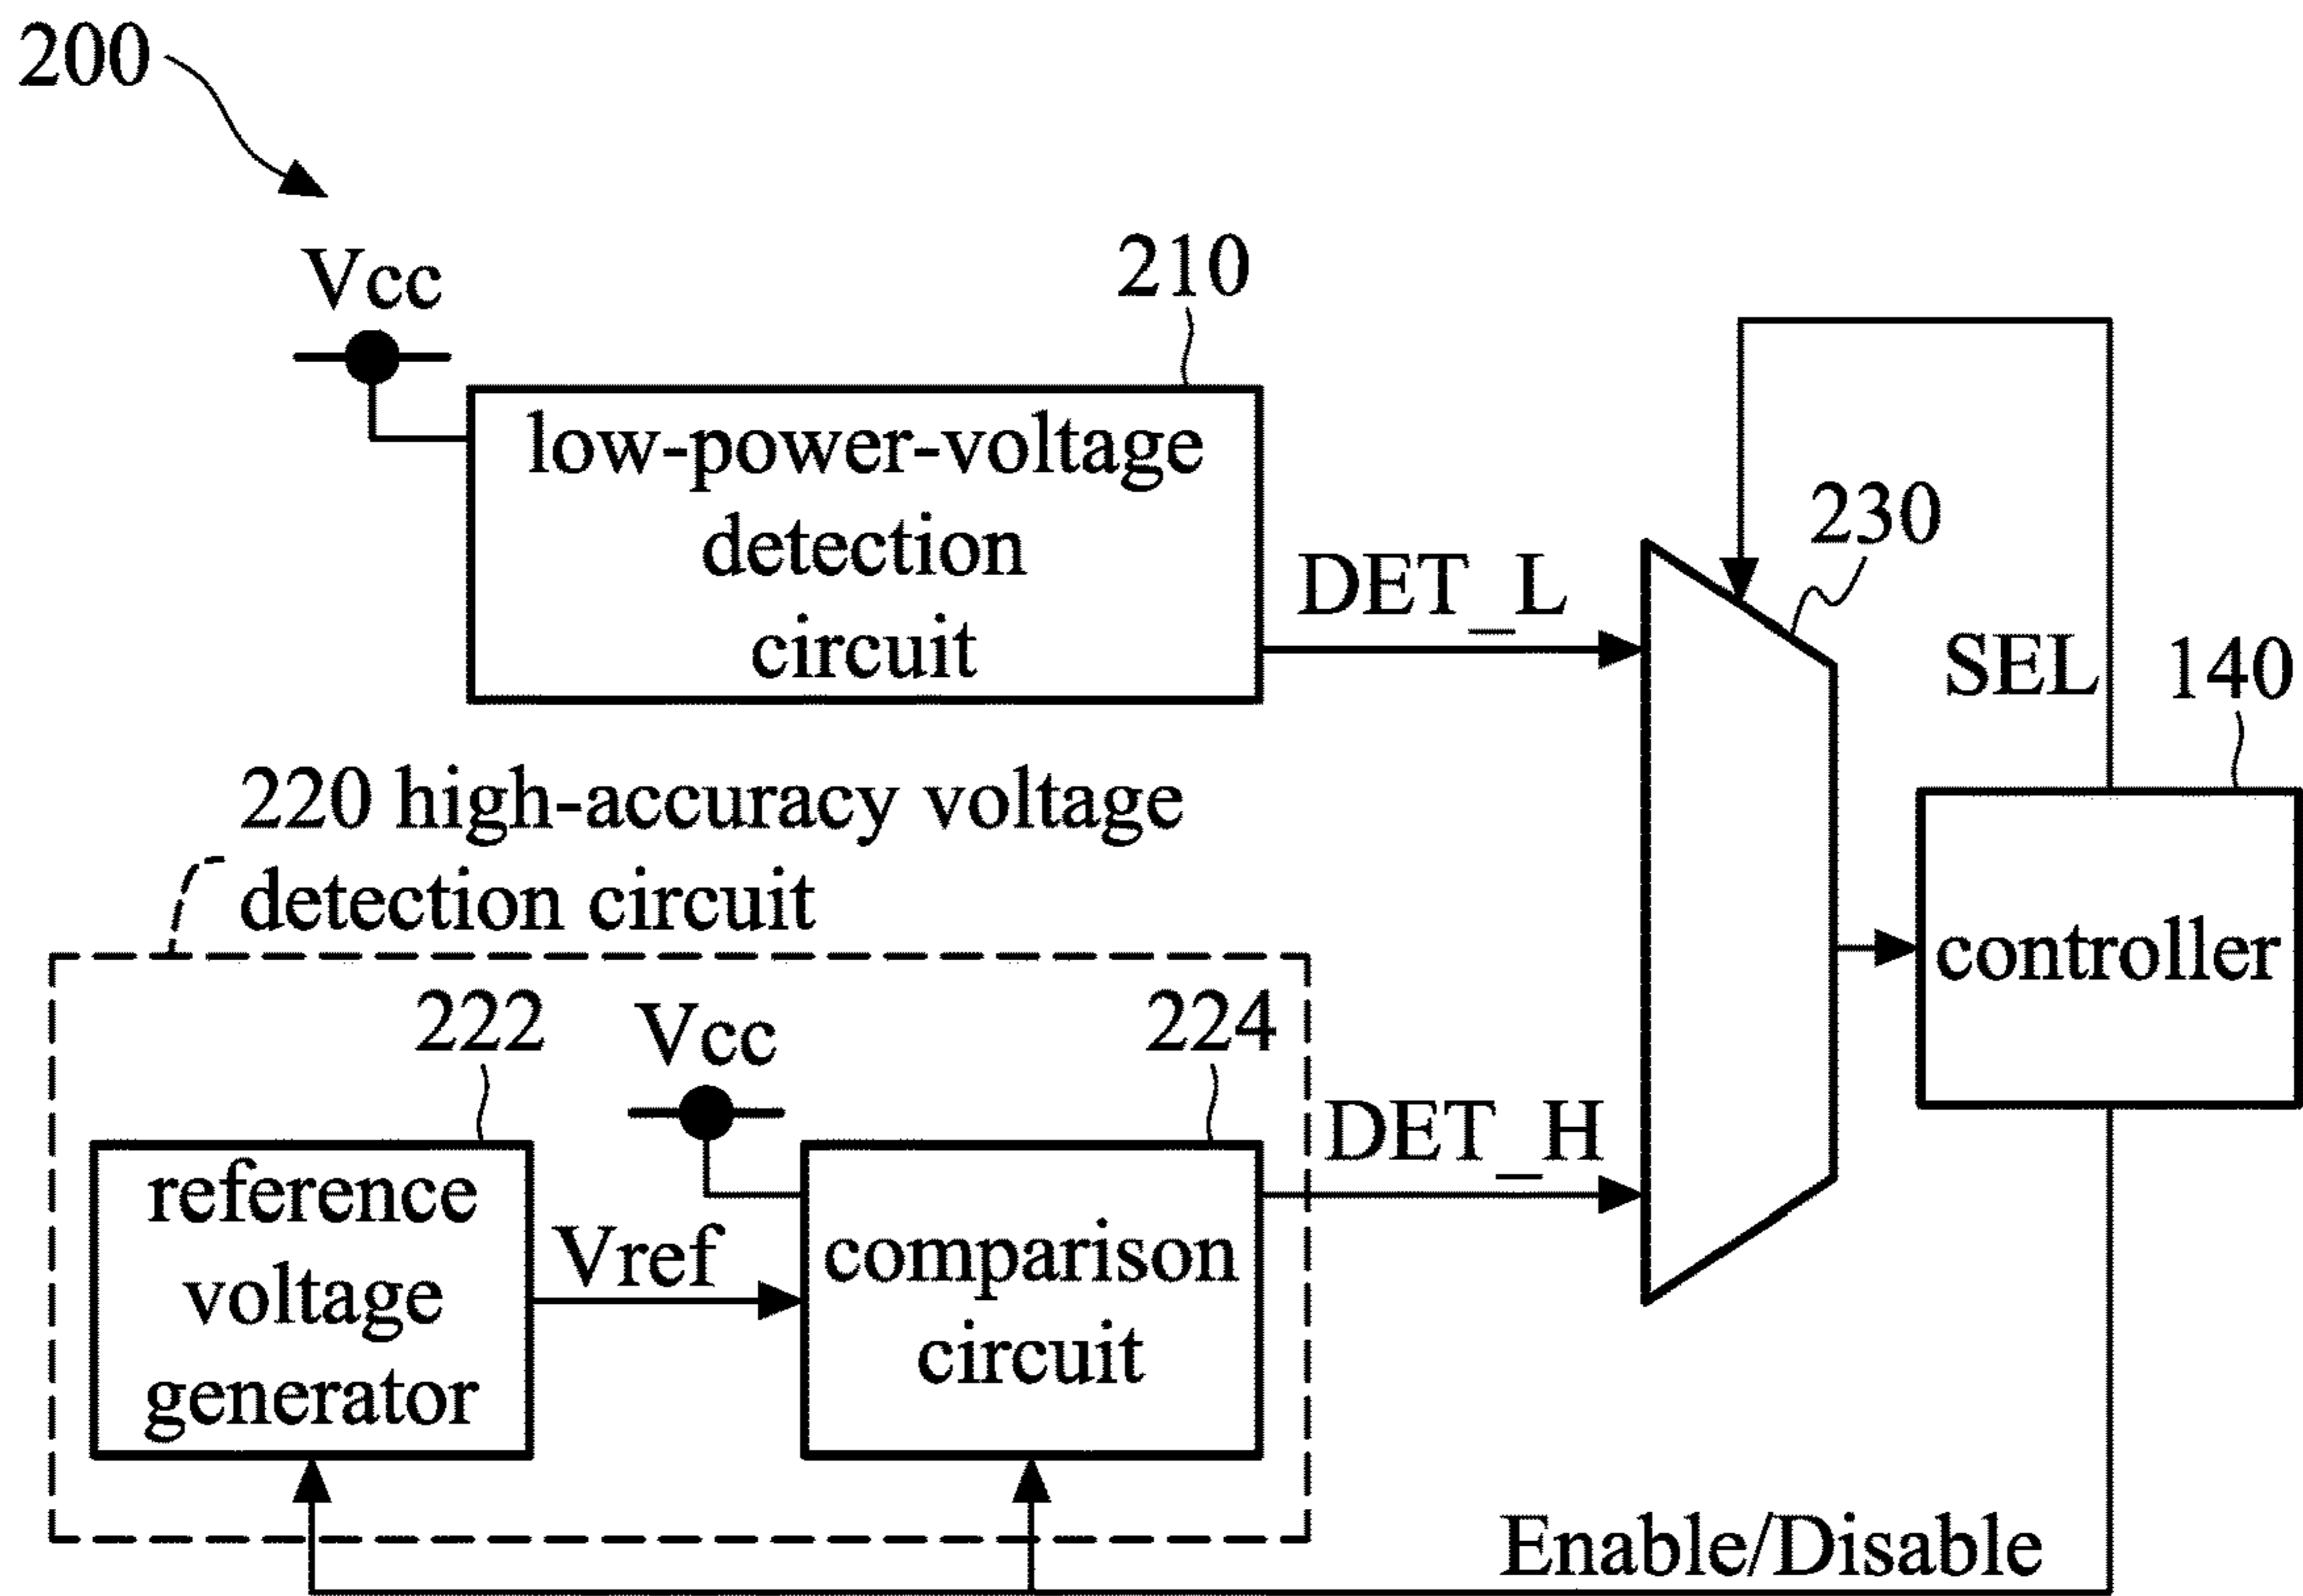 200
Vcc
210
low-power-voltage
detection
circuit
DET_L
230
SEL
140
220 high-accuracy voltage
detection circuit
controller
222
Vcc
224
reference
voltage
generator
Vref
comparison
circuit
DET_H
Enable/Disable